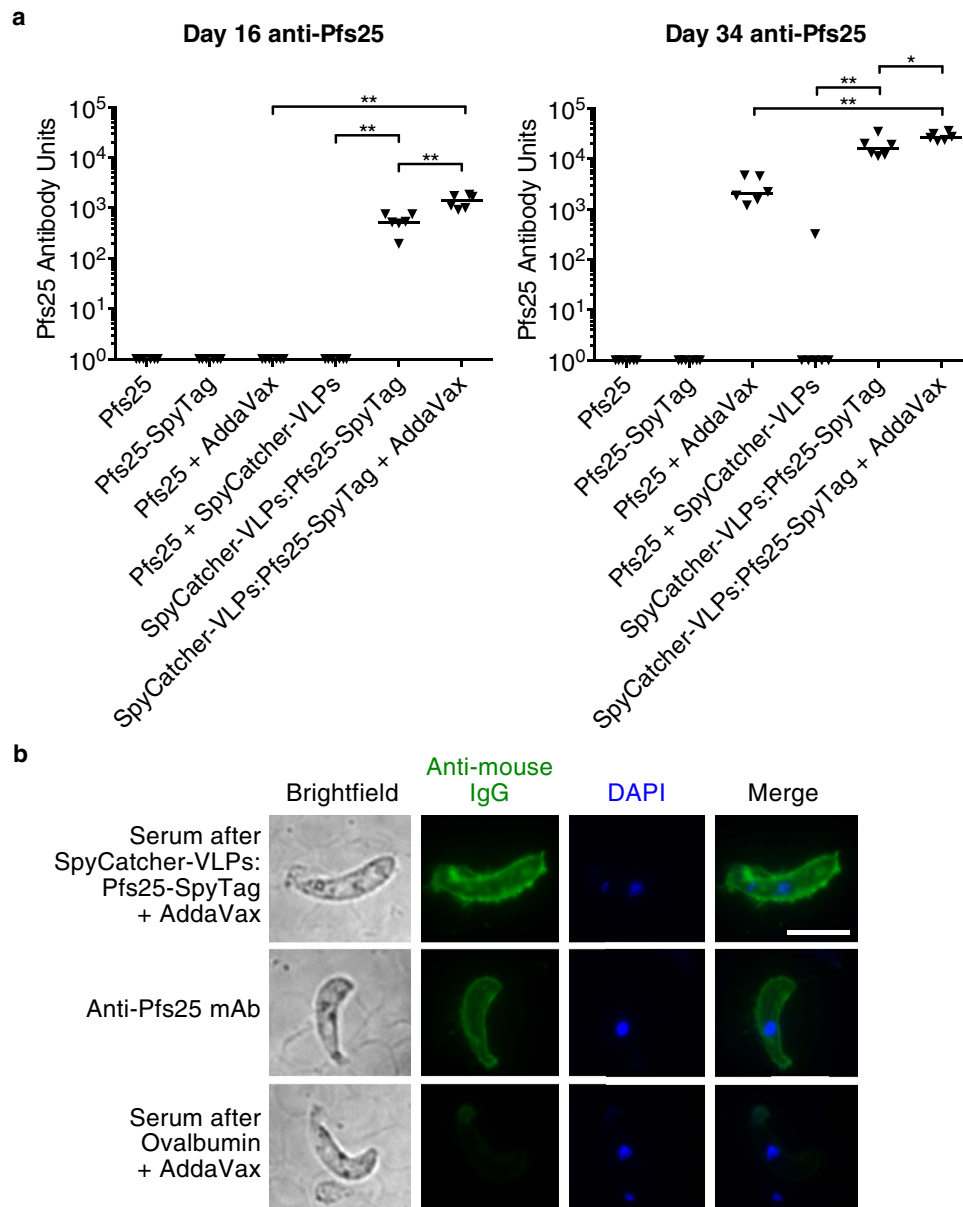 a
Day 16 anti-Pfs25
Day 34 anti-Pfs25
Pfs25 Antibody Units
10^5
10^4
10^3
10^2
10^1
10^0
**
**
**
Pfs25
Pfs25-SpyTag
Pfs25 + AddaVax
Pfs25 + SpyCatcher-VLPs
SpyCatcher-VLPs:Pfs25-SpyTag
SpyCatcher-VLPs:Pfs25-SpyTag + AddaVax
Pfs25 Antibody Units
10^5
10^4
10^3
10^2
10^1
10^0
*
**
**
Pfs25
Pfs25-SpyTag
Pfs25 + AddaVax
Pfs25 + SpyCatcher-VLPs
SpyCatcher-VLPs:Pfs25-SpyTag
SpyCatcher-VLPs:Pfs25-SpyTag + AddaVax
b
Brightfield
Anti-mouse
IgG
DAPI
Merge
Serum after
SpyCatcher-VLPs:
Pfs25-SpyTag
+ AddaVax
Anti-Pfs25 mAb
Serum after
Ovalbumin
+ AddaVax